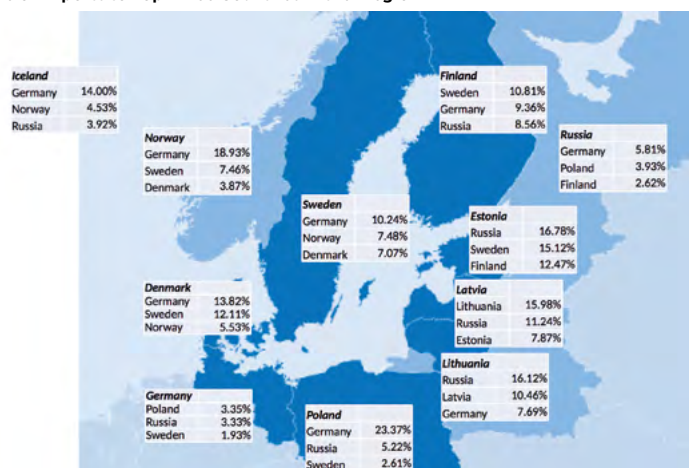 Iceland
Germany 14.00%
Norway 4.53%
Russia 3.92%
Finland
Sweden 10.81%
Germany 9.36%
Russia 8.56%
Norway
Germany 18.93%
Sweden 7.46%
Denmark 3.87%
Russia
Germany 5.81%
Poland 3.93%
Finland 2.62%
Sweden
Germany 10.24%
Norway 7.48%
Denmark 7.07%
Estonia
Russia 16.78%
Sweden 15.12%
Finland 12.47%
Denmark
Germany 13.82%
Sweden 12.11%
Norway 5.53%
Latvia
Lithuania 15.98%
Russia 11.24%
Estonia 7.87%
Lithuania
Russia 16.12%
Latvia 10.46%
Germany 7.69%
Germany
Poland 3.35%
Russia 3.33%
Sweden 1.93%
Poland
Germany 23.37%
Russia 5.22%
Sweden 2.61%